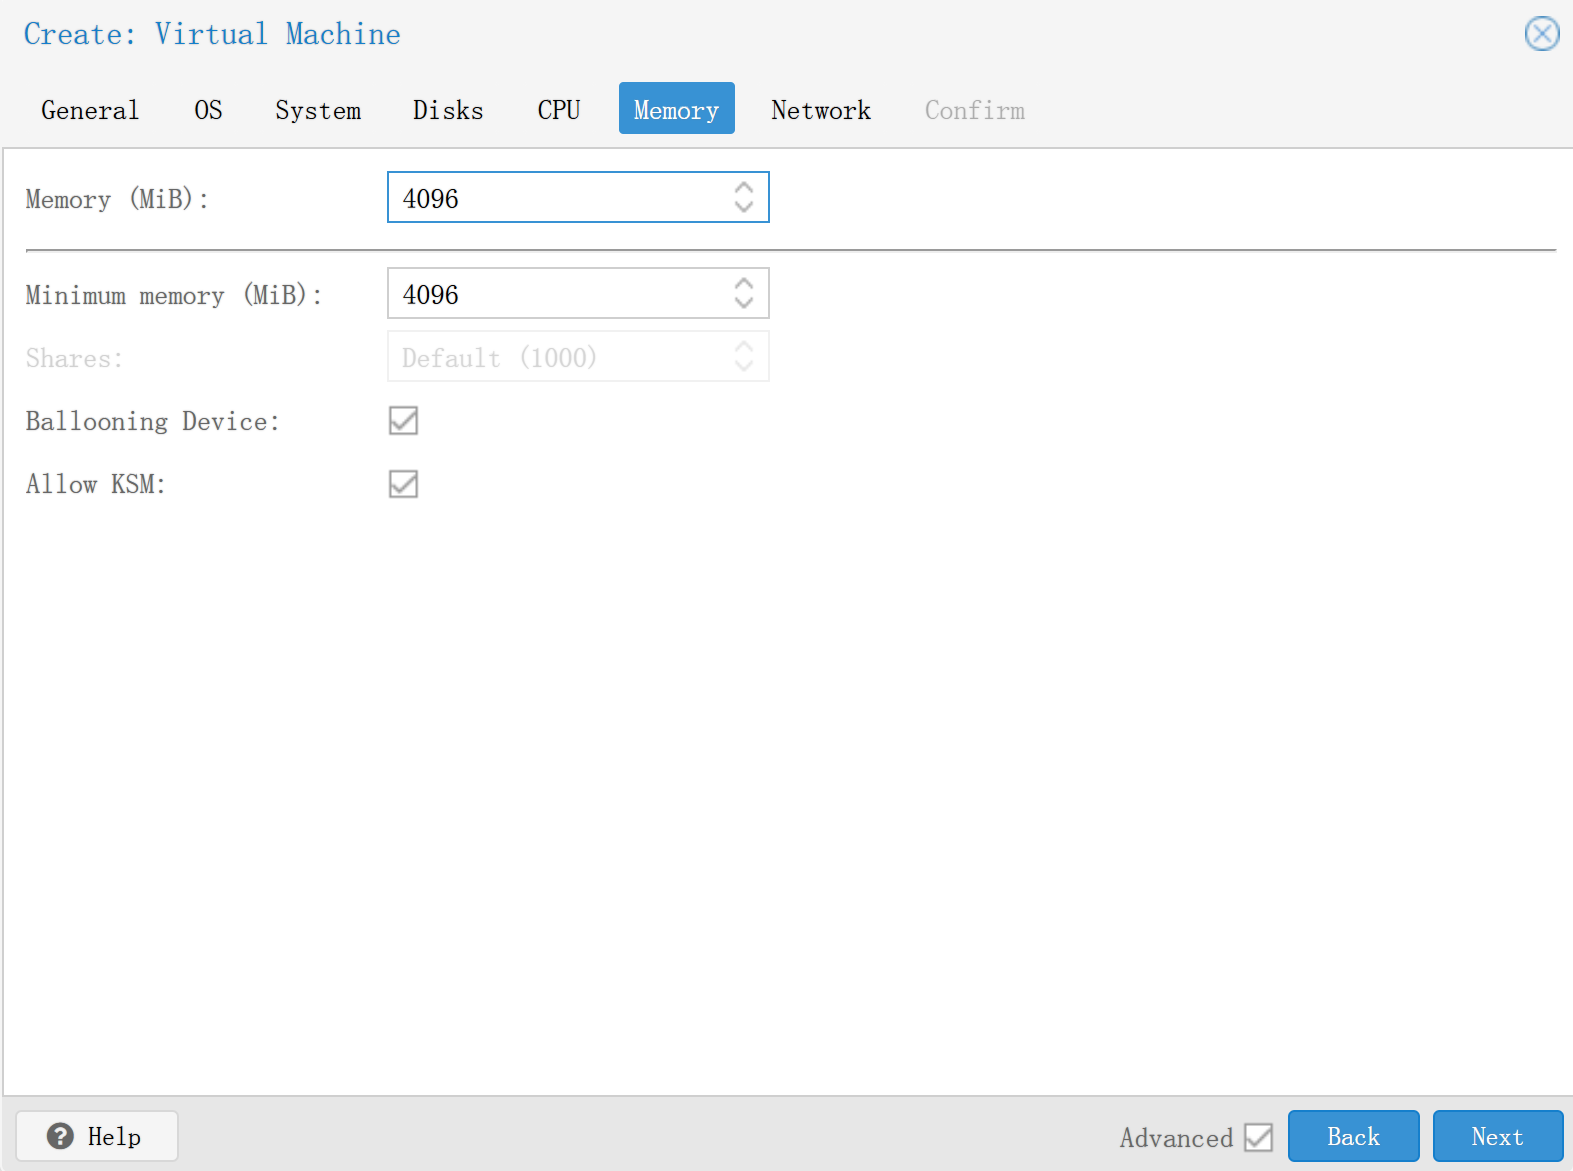 Create: Virtual Machine
General OS System Disks CPU Memory Network Confirm
Memory (MiB): 4096
Minimum memory (MiB): 4096
Shares: Default (1000)
Ballooning Device:
Allow KSM:
Help Advanced Back Next